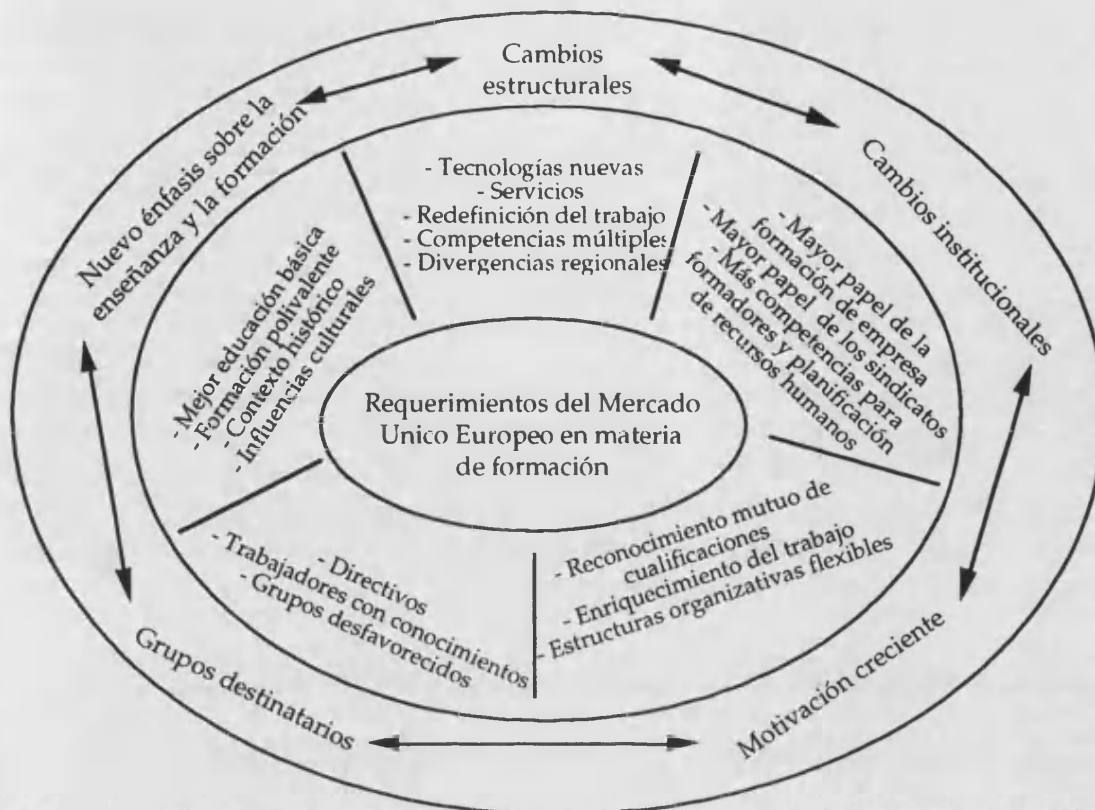 Cambios
estructurales
Cambios institucionales
Motivación creciente
Grupos destinatarios
Nuevo énfasis sobre la
enseñanza y la formación
- Tecnologías nuevas
- Servicios
- Redefinición del trabajo
- Competencias múltiples
- Divergencias regionales
- Mayor papel de la
formación de empresa
- Mayor papel de los sindicatos
- Más competencias para
formadores y planificación
de recursos humanos
- Reconocimiento mutuo de
cualificaciones
- Enriquecimiento del trabajo
- Estructuras organizativas flexibles
- Directivos
- Trabajadores con conocimientos
- Grupos desfavorecidos
- Mejor educación básica
- Formación polivalente
- Contexto histórico
- Influencias culturales
Requerimientos del Mercado
Unico Europeo en materia
de formación